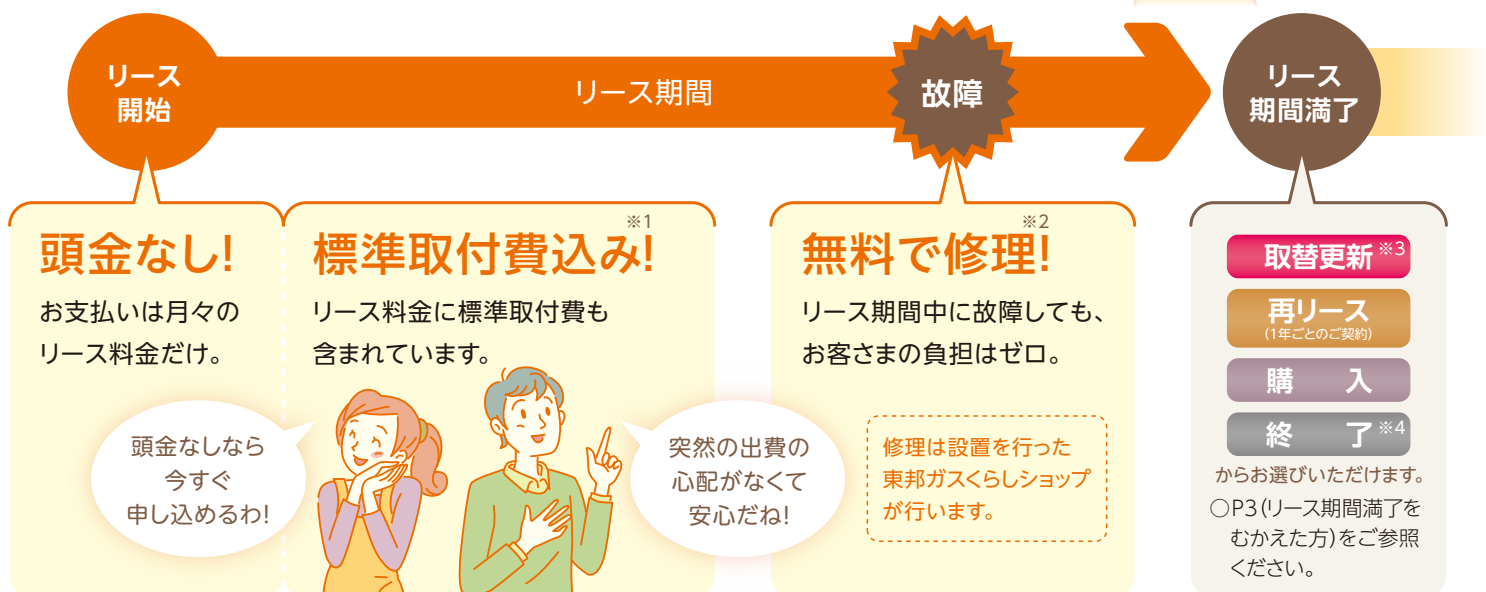 リース
開始
リース期間
故障
リース
期間満了
頭金なし!
お支払いは月々の
リース料金だけ。
標準取付費込み!※1
リース料金に標準取付費も
含まれています。
頭金なしなら
今すぐ
申し込めるわ!
突然の出費の
心配がなくて
安心だね!
無料で修理!※2
リース期間中に故障しても、
お客さまの負担はゼロ。
修理は設置を行った
東邦ガスくらしショップ
が行います。
取替更新※3
再リース
(1年ごとのご契約)
購　入
終　了※4
からお選びいただけます。
○P3(リース期間満了を
むかえた方)をご参照
ください。